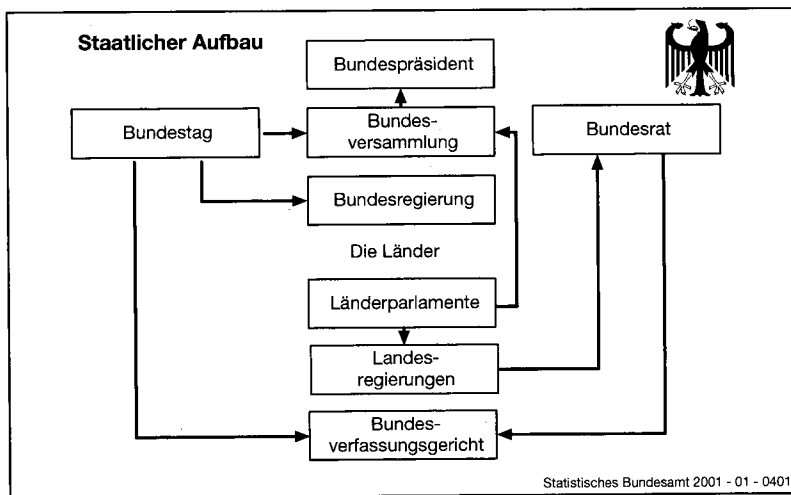 Staatlicher Aufbau
Bundespräsident
Bundestag
Bundes-
versammlung
Bundesrat
Bundesregierung
Die Länder
Länderparlamente
Landes-
regierungen
Bundes-
verfassungsgericht
Statistisches Bundesamt 2001 - 01 - 0401